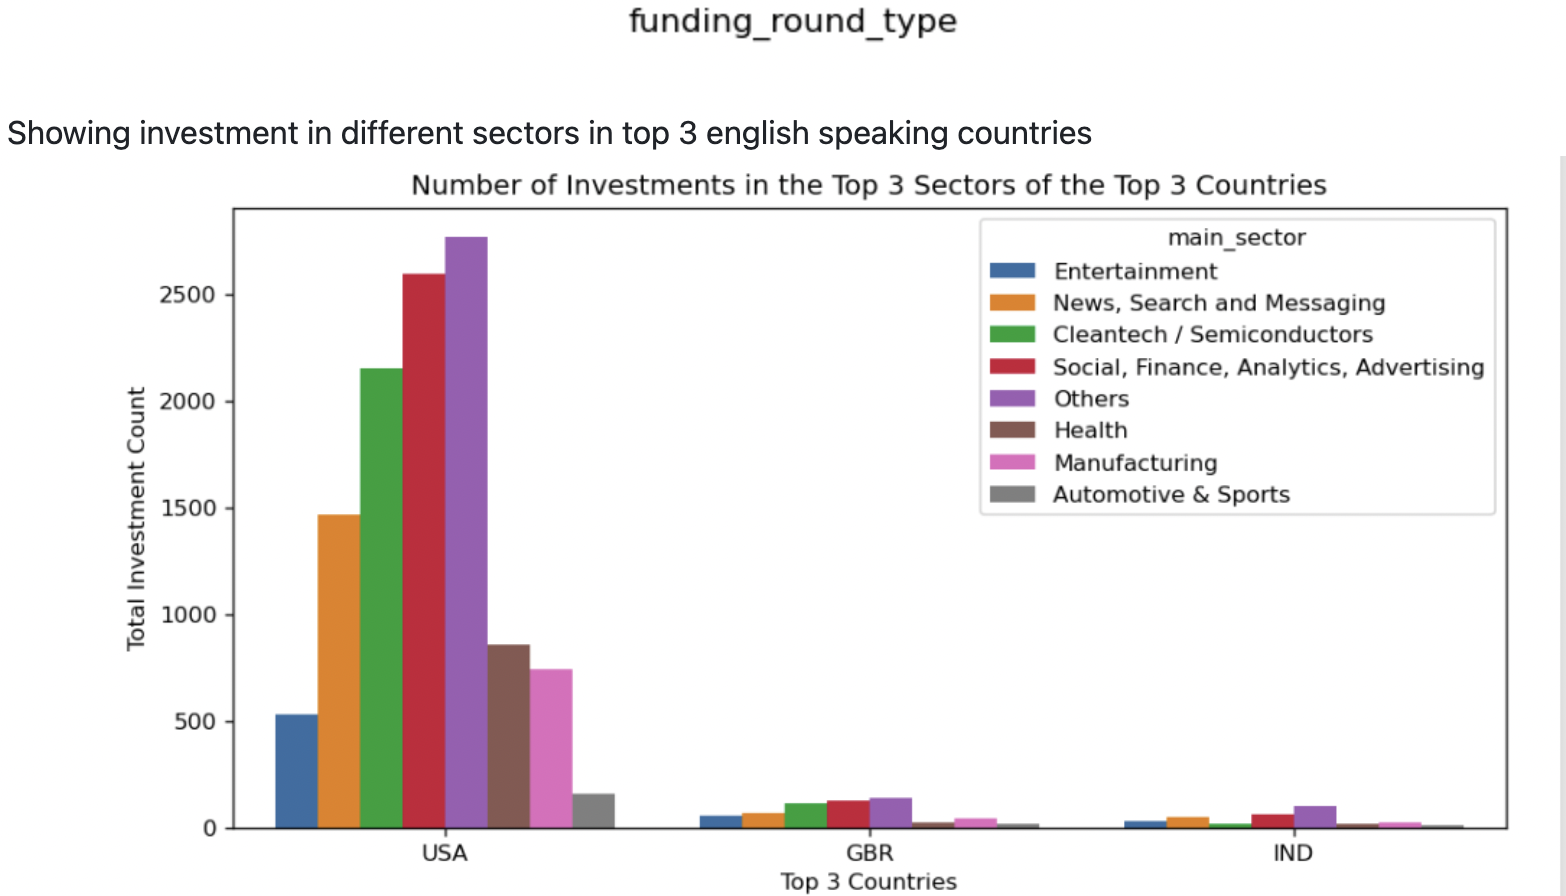 funding_round_type
Showing investment in different sectors in top 3 english speaking countries
Number of Investments in the Top 3 Sectors of the Top 3 Countries
main_sector
Entertainment
News, Search and Messaging
Cleantech / Semiconductors
Social, Finance, Analytics, Advertising
Others
Health
Manufacturing
Automotive & Sports
Total Investment Count
2500
2000
1500
1000
500
0
USA
GBR
IND
Top 3 Countries